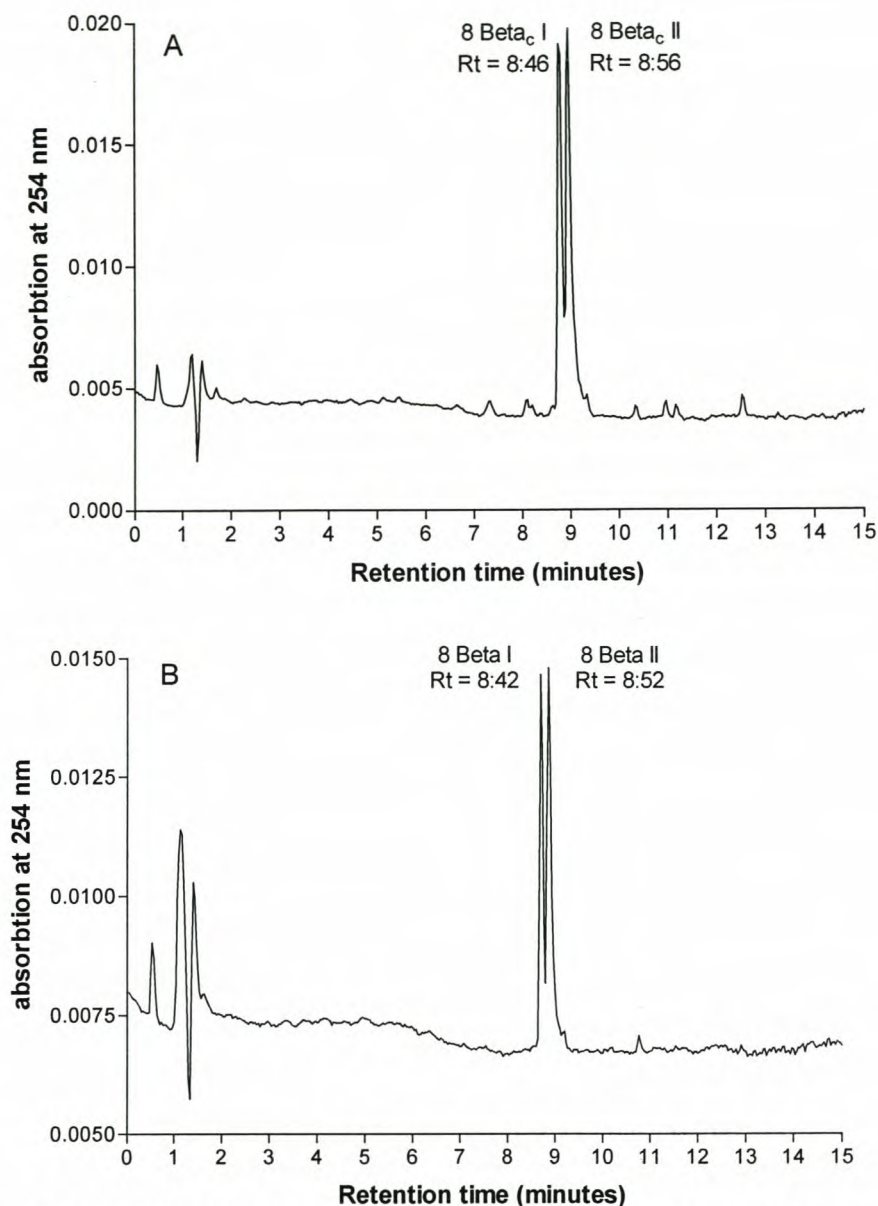 A
8 Betac I
8 Betac II
Rt = 8:46
Rt = 8:56
absorbtion at 254 nm
0.020
0.015
0.010
0.005
0.000
0 1 2 3 4 5 6 7 8 9 10 11 12 13 14 15
Retention time (minutes)
B
8 Beta I
8 Beta II
Rt = 8:42
Rt = 8:52
absorbtion at 254 nm
0.0150
0.0125
0.0100
0.0075
0.0050
0 1 2 3 4 5 6 7 8 9 10 11 12 13 14 15
Retention time (minutes)